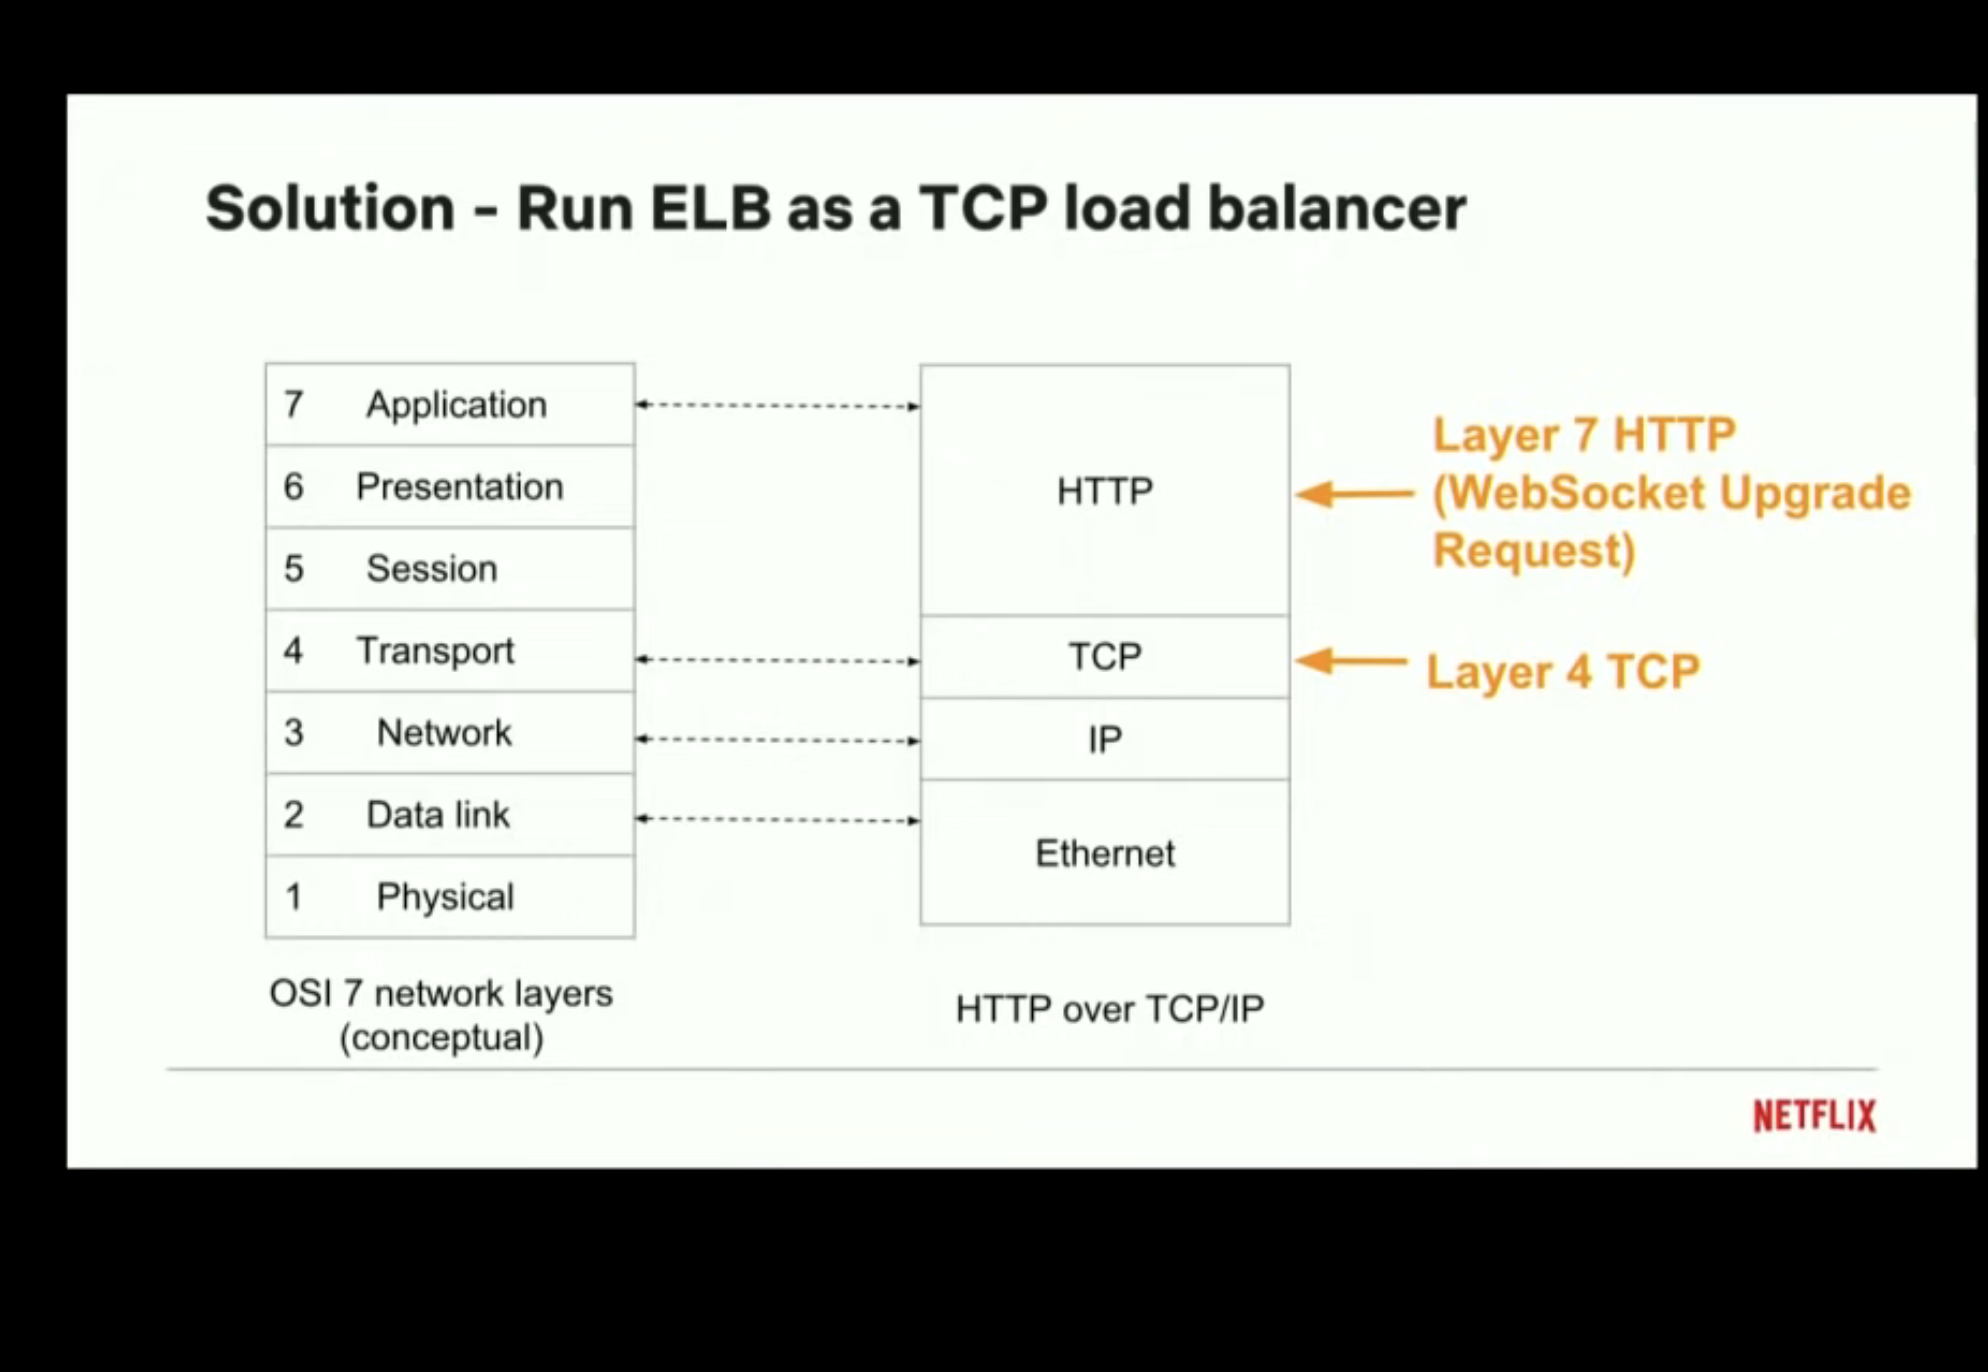 Solution - Run ELB as a TCP load balancer
7 Application
6 Presentation
5 Session
4 Transport
3 Network
2 Data link
1 Physical
OSI 7 network layers
(conceptual)
HTTP
TCP
IP
Ethernet
HTTP over TCP/IP
Layer 7 HTTP
(WebSocket Upgrade
Request)
Layer 4 TCP
NETFLIX